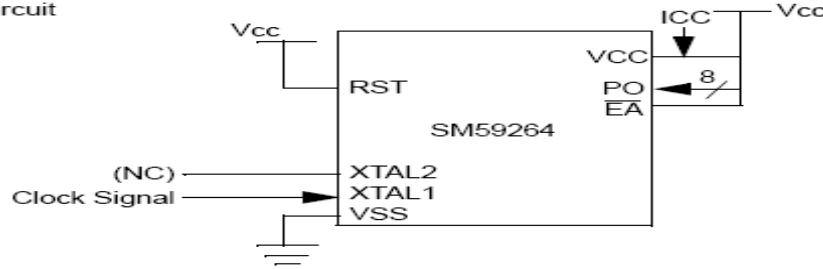 rcuit
Vcc
ICC
Vcc
VCC
RST
PO
8
EA
SM59264
(NC)
XTAL2
Clock Signal
XTAL1
VSS